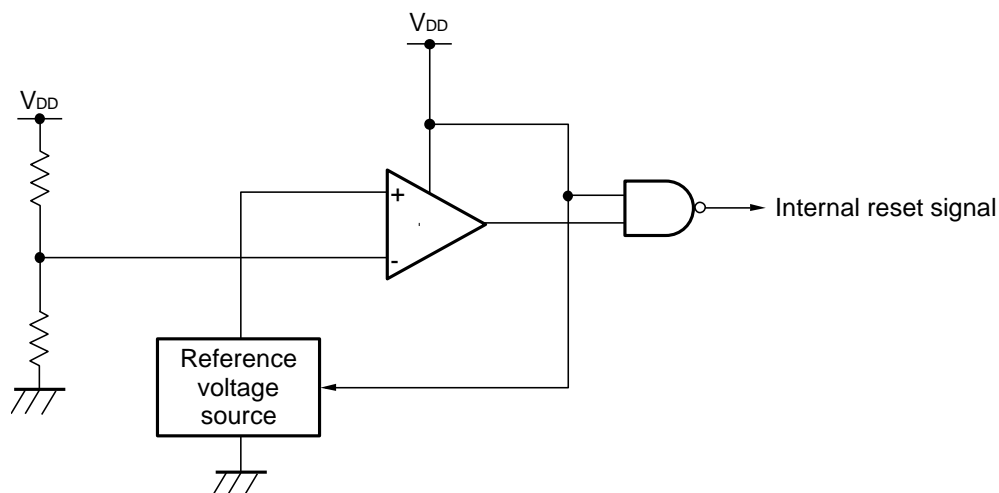 VDD
VDD
+
-
Internal reset signal
Reference
voltage
source